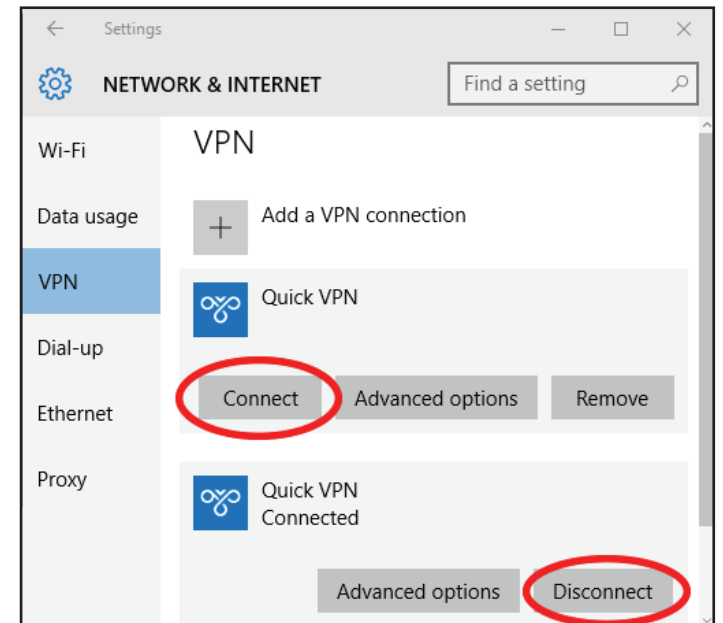 Settings
NETWORK & INTERNET
Find a setting
Wi-Fi
Data usage
VPN
Dial-up
Ethernet
Proxy
VPN
Add a VPN connection
Quick VPN
Connect Advanced options Remove
Quick VPN
Connected
Advanced options Disconnect